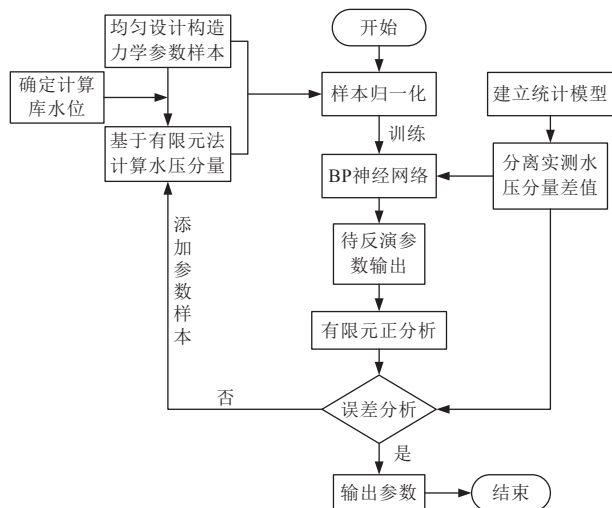 开始
均匀设计构造
力学参数样本
确定计算
库水位
样本归一化
建立统计模型
基于有限元法
计算水压分量
训练
BP神经网络
分离实测水
压分量差值
添加参数样本
待反演参
数输出
有限元正分析
否
误差分析
是
输出参数
结束